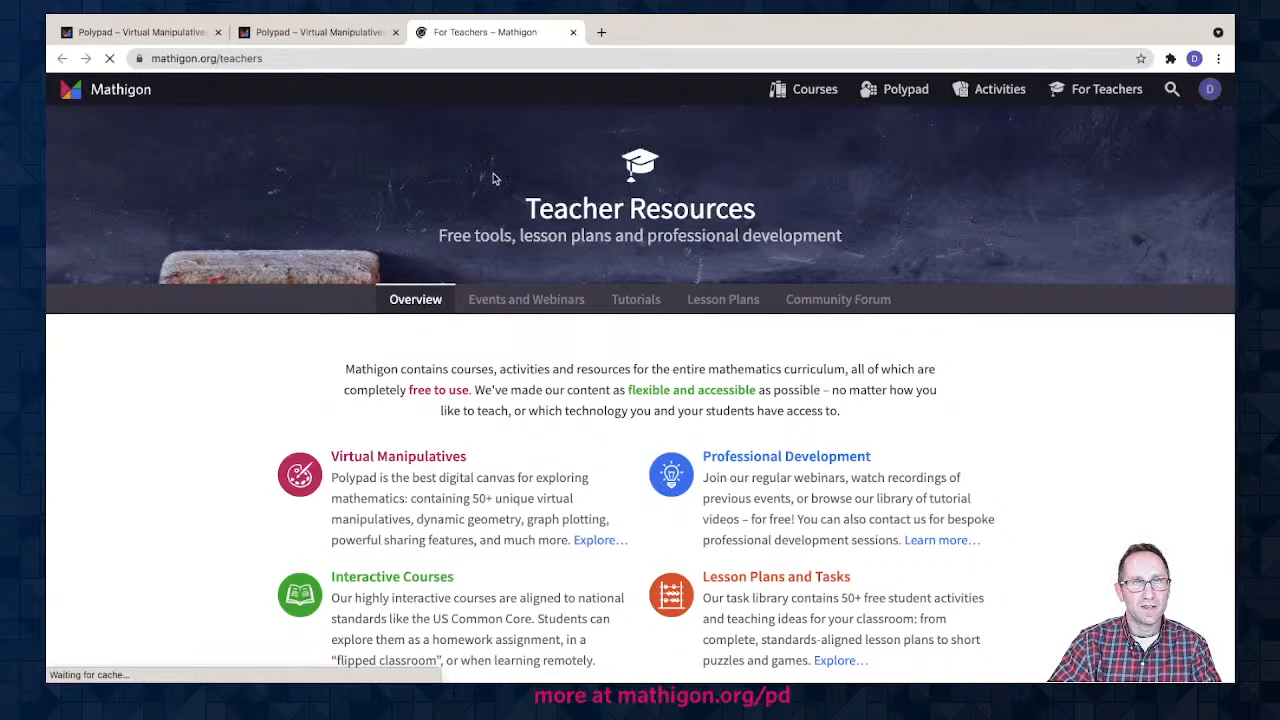 Polypad – Virtual Manipulatives
Polypad – Virtual Manipulatives
For Teachers – Mathigon
mathigon.org/teachers
D
Mathigon
Courses
Polypad
Activities
For Teachers
D
Teacher Resources
Free tools, lesson plans and professional development
Overview
Events and Webinars
Tutorials
Lesson Plans
Community Forum
Mathigon contains courses, activities and resources for the entire mathematics curriculum, all of which are
completely free to use. We've made our content as flexible and accessible as possible – no matter how you
like to teach, or which technology you and your students have access to.
Virtual Manipulatives
Polypad is the best digital canvas for exploring
mathematics: containing 50+ unique virtual
manipulatives, dynamic geometry, graph plotting,
powerful sharing features, and much more. Explore…
Professional Development
Join our regular webinars, watch recordings of
previous events, or browse our library of tutorial
videos – for free! You can also contact us for bespoke
professional development sessions. Learn more…
Interactive Courses
Our highly interactive courses are aligned to national
standards like the US Common Core. Students can
explore them as a homework assignment, in a
“flipped classroom”, or when learning remotely.
Lesson Plans and Tasks
Our task library contains 50+ free student activities
and teaching ideas for your classroom: from
complete, standards-aligned lesson plans to short
puzzles and games. Explore…
Waiting for cache...
more at mathigon.org/pd